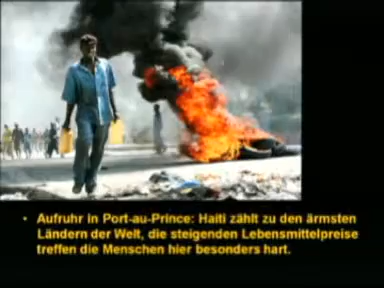 • Aufruhr in Port-au-Prince: Haiti zählt zu den ärmsten
Ländern der Welt, die steigenden Lebensmittelpreise
treffen die Menschen hier besonders hart.